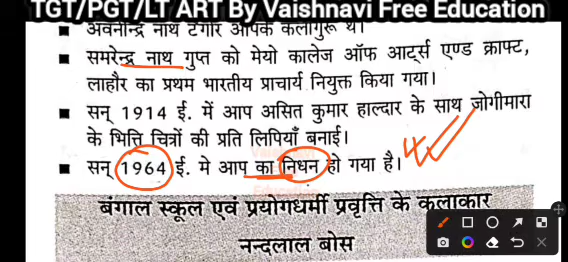 TGT/PGT/LT ART By Vaishnavi Free Education
अवनीन्द्र नाथ टैगोर आपके कलागुरू थे।
समरेन्द्र नाथ गुप्त को मेयो कालेज ऑफ आर्ट्स एण्ड क्राफ्ट,
लाहौर का प्रथम भारतीय प्राचार्य नियुक्त किया गया।
सन् 1914 ई. में आप असित कुमार हाल्दार के साथ जोगीमारा
के भित्ति चित्रों की प्रति लिपियाँ बनाई।
सन् 1964 ई. मे आप का निधन हो गया है।
बंगाल स्कूल एवं प्रयोगधर्मी प्रवृत्ति के कलाकार
नन्दलाल बोस